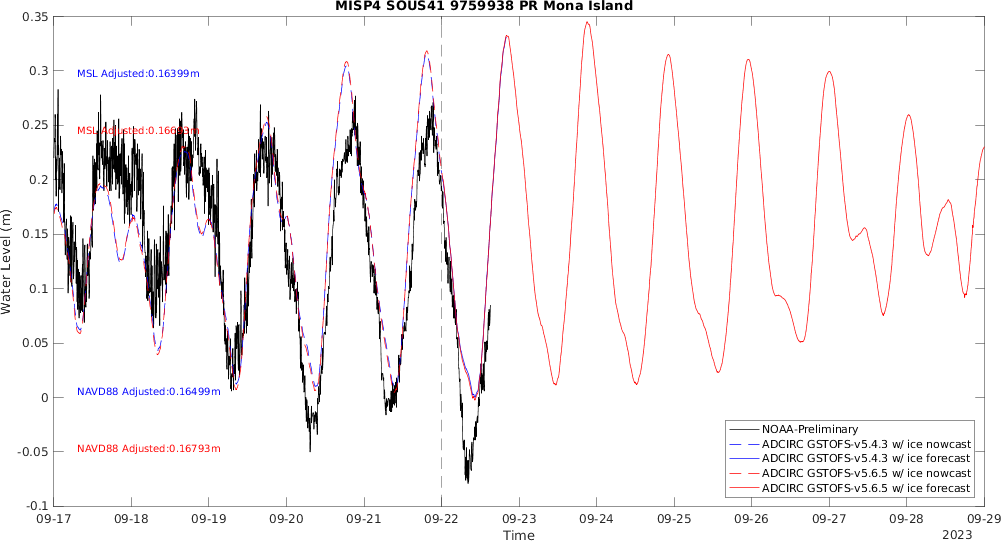 MISP4 SOUS41 9759938 PR Mona Island
Water Level (m)
0.35
0.3
0.25
0.2
0.15
0.1
0.05
0
-0.05
-0.1
MSL Adjusted:0.16399m
MSL Adjusted:
NAVD88 Adjusted:0.16499m
NAVD88 Adjusted:0.16793m
NOAA-Preliminary
ADCIRC GSTOFS-v5.4.3 w/ ice nowcast
ADCIRC GSTOFS-v5.4.3 w/ ice forecast
ADCIRC GSTOFS-v5.6.5 w/ ice nowcast
ADCIRC GSTOFS-v5.6.5 w/ ice forecast
09-17 09-18 09-19 09-20 09-21 09-22 09-23 09-24 09-25 09-26 09-27 09-28 09-29
Time
2023